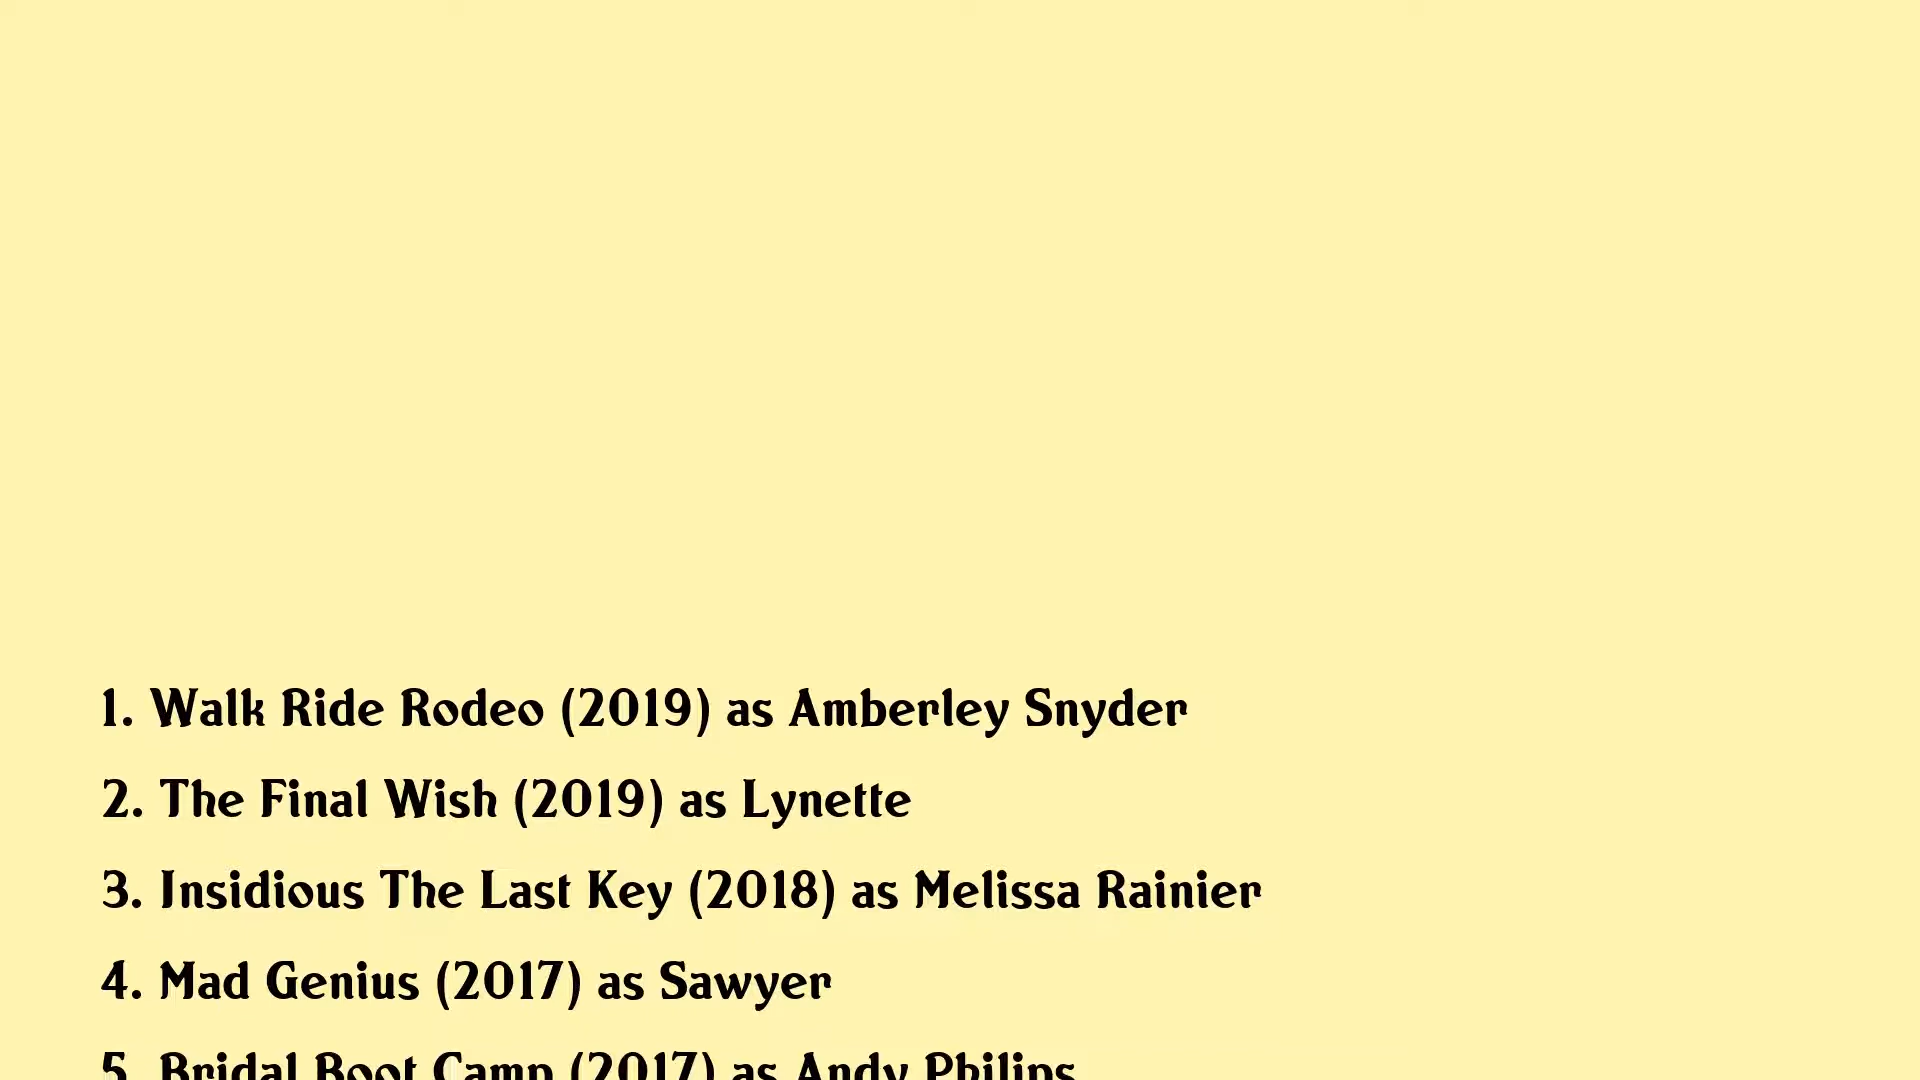 1. Walk Ride Rodeo (2019) as Amberley Snyder
2. The Final Wish (2019) as Lynette
3. Insidious The Last Key (2018) as Melissa Rainier
4. Mad Genius (2017) as Sawyer
5. Bridal Boot Camp (2017) as Andy Philips